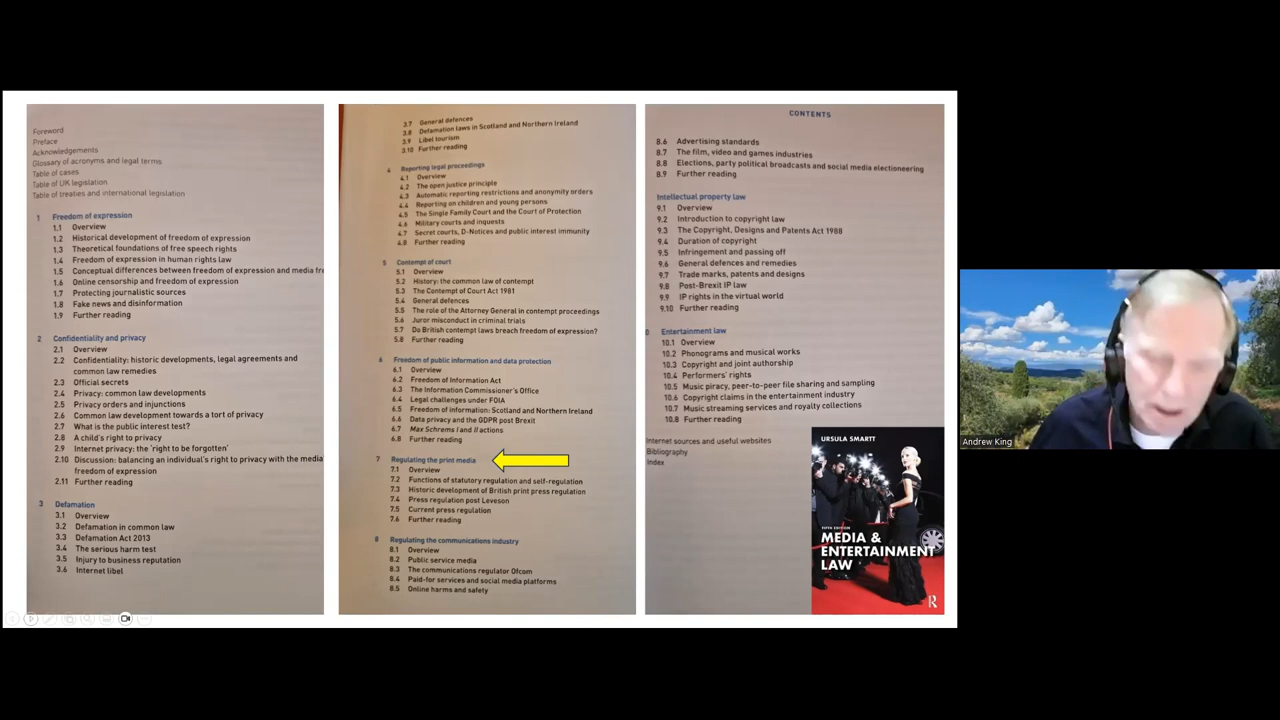 Foreword
Preface
Acknowledgements
Glossary of acronyms and legal terms
Table of cases
Table of UK legislation
Table of treaties and international legislation
1 Freedom of expression
1.1 Overview
1.2 Historical development of freedom of expression
1.3 Theoretical foundations of free speech rights
1.4 Freedom of expression in human rights law
1.5 Conceptual differences between freedom of expression and media fre
1.6 Online censorship and freedom of expression
1.7 Protecting journalistic sources
1.8 Fake news and disinformation
1.9 Further reading
2 Confidentiality and privacy
2.1 Overview
2.2 Confidentiality: historic developments, legal agreements and
common law remedies
2.3 Official secrets
2.4 Privacy: common law developments
2.5 Privacy orders and injunctions
2.6 Common law development towards a tort of privacy
2.7 What is the public interest test?
2.8 A child's right to privacy
2.9 Internet privacy: the 'right to be forgotten'
2.10 Discussion: balancing an individual's right to privacy with the media
freedom of expression
2.11 Further reading
3 Defamation
3.1 Overview
3.2 Defamation in common law
3.3 Defamation Act 2013
3.4 The serious harm test
3.5 Injury to business reputation
3.6 Internet libel
3.7 General defences
3.8 Defamation laws in Scotland and Northern Ireland
3.9 Libel tourism
3.10 Further reading
4 Reporting legal proceedings
4.1 Overview
4.2 The open justice principle
4.3 Automatic reporting restrictions and anonymity orders
4.4 Reporting on children and young persons
4.5 The Single Family Court and the Court of Protection
4.6 Military courts and inquests
4.7 Secret courts, D-Notices and public interest immunity
4.8 Further reading
5 Contempt of court
5.1 Overview
5.2 History: the common law of contempt
5.3 The Contempt of Court Act 1981
5.4 General defences
5.5 The role of the Attorney General in contempt proceedings
5.6 Juror misconduct in criminal trials
5.7 Do British contempt laws breach freedom of expression?
5.8 Further reading
6 Freedom of public information and data protection
6.1 Overview
6.2 Freedom of Information Act
6.3 The Information Commissioner's Office
6.4 Legal challenges under FOIA
6.5 Freedom of information: Scotland and Northern Ireland
6.6 Data privacy and the GDPR post Brexit
6.7 Max Schrems I and II actions
6.8 Further reading
7 Regulating the print media
7.1 Overview
7.2 Functions of statutory regulation and self-regulation
7.3 Historic development of British print press regulation
7.4 Press regulation post Leveson
7.5 Current press regulation
7.6 Further reading
8 Regulating the communications industry
8.1 Overview
8.2 Public service media
8.3 The communications regulator Ofcom
8.4 Paid-for services and social media platforms
8.5 Online harms and safety
CONTENTS
8.6 Advertising standards
8.7 The film, video and games industries
8.8 Elections, party political broadcasts and social media electioneering
8.9 Further reading
Intellectual property law
9.1 Overview
9.2 Introduction to copyright law
9.3 The Copyright, Designs and Patents Act 1988
9.4 Duration of copyright
9.5 Infringement and passing off
9.6 General defences and remedies
9.7 Trade marks, patents and designs
9.8 Post-Brexit IP law
9.9 IP rights in the virtual world
9.10 Further reading
0 Entertainment law
10.1 Overview
10.2 Phonograms and musical works
10.3 Copyright and joint authorship
10.4 Performers' rights
10.5 Music piracy, peer-to-peer file sharing and sampling
10.6 Copyright claims in the entertainment industry
10.7 Music streaming services and royalty collections
10.8 Further reading
Internet sources and useful websites
Bibliography
Index
URSULA SMARTT
FIFTH EDITION
MEDIA &
ENTERTAINMENT
LAW
R
Andrew King